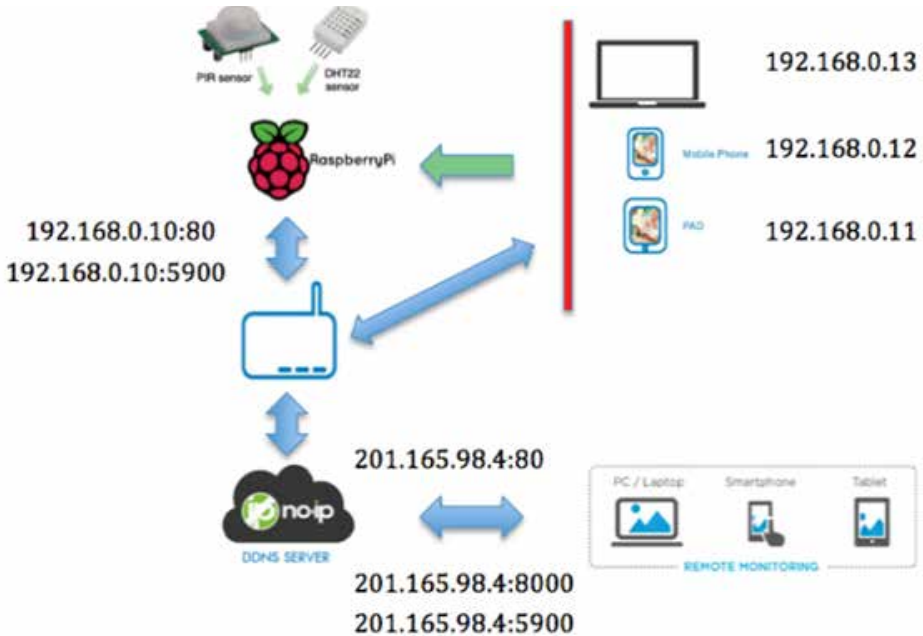 PIR sensor
DHT22
sensor
RaspberryPi
192.168.0.13
Mobile Phone 192.168.0.12
PAD 192.168.0.11
192.168.0.10:80
192.168.0.10:5900
201.165.98.4:80
no-ip
DDNS SERVER
PC / Laptop Smartphone Tablet
REMOTE MONITORING
201.165.98.4:8000
201.165.98.4:5900